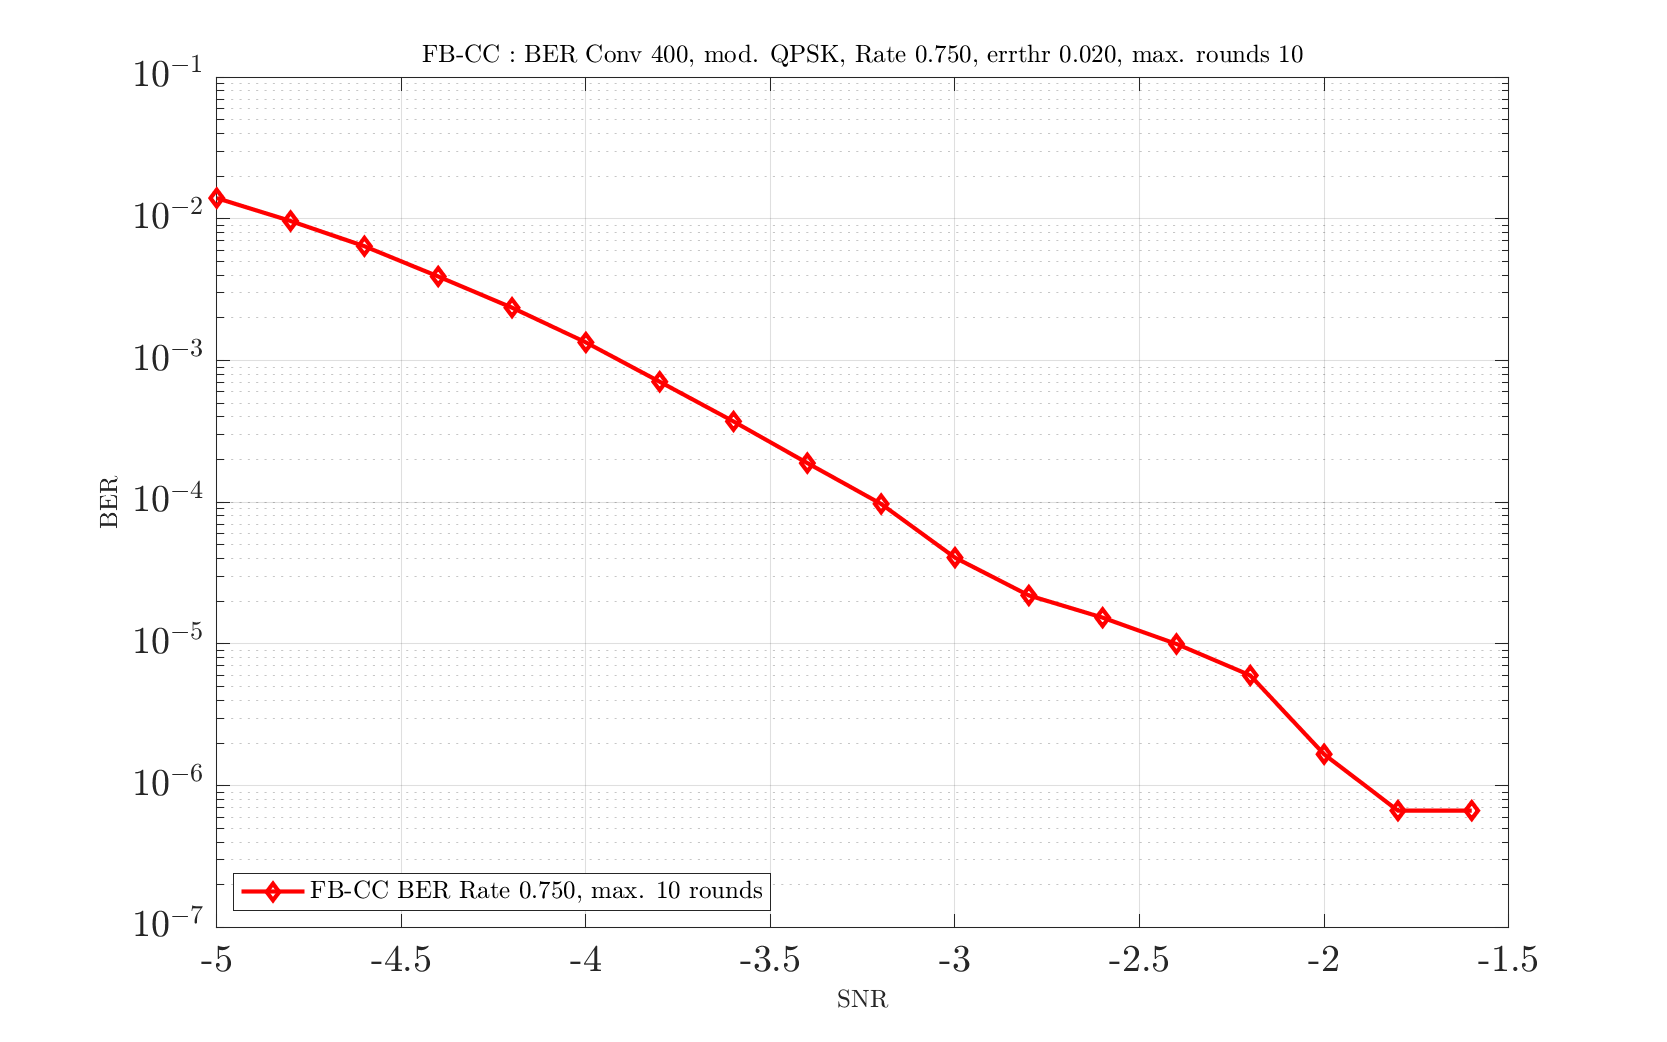 FB-CC : BER Conv 400, mod. QPSK, Rate 0.750, errthr 0.020, max. rounds 10
10^−1
10^−2
10^−3
10^−4
10^−5
10^−6
10^−7
BER
FB-CC BER Rate 0.750, max. 10 rounds
-5 -4.5 -4 -3.5 -3 -2.5 -2 -1.5
SNR